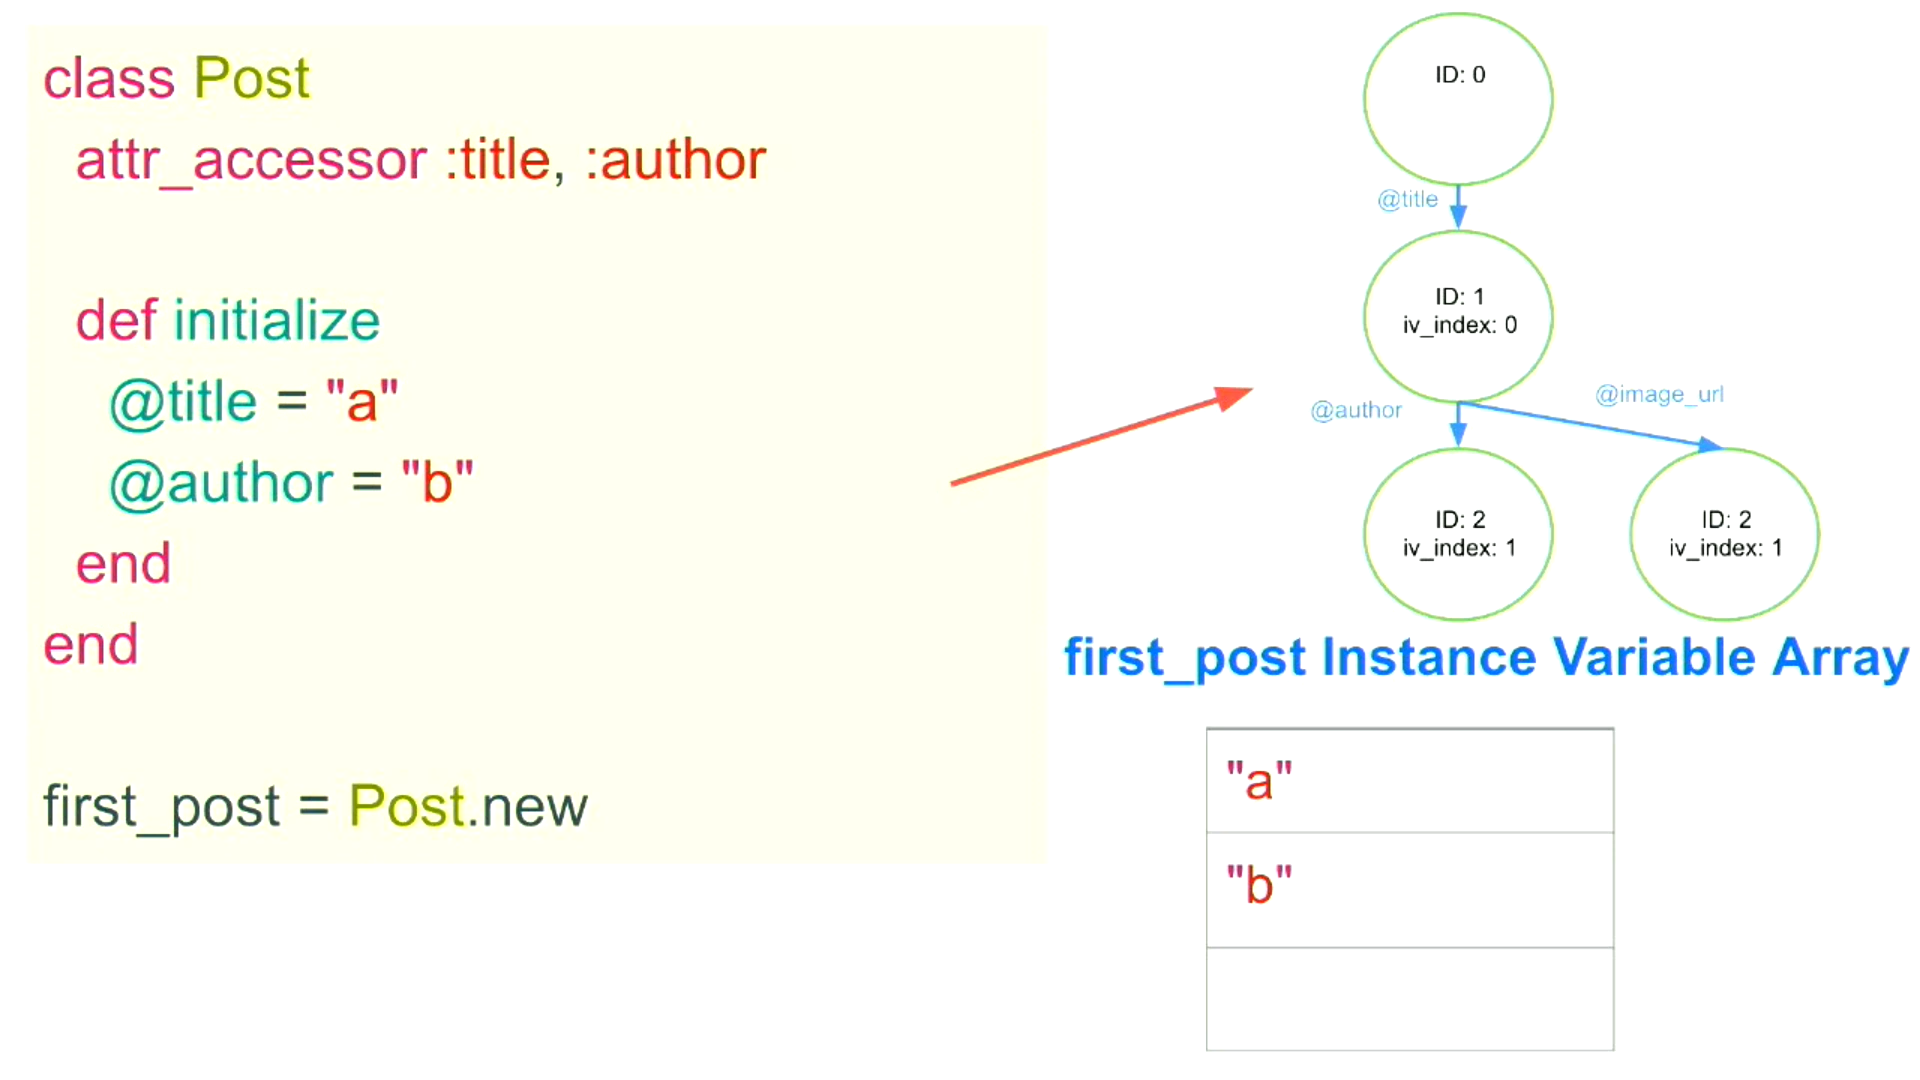 class Post
attr_accessor :title, :author
def initialize
@title = "a"
@author = "b"
end
end
first_post = Post.new
ID: 0
@title
ID: 1
iv_index: 0
@author
@image_url
ID: 2
iv_index: 1
ID: 2
iv_index: 1
first_post Instance Variable Array
"a"
"b"